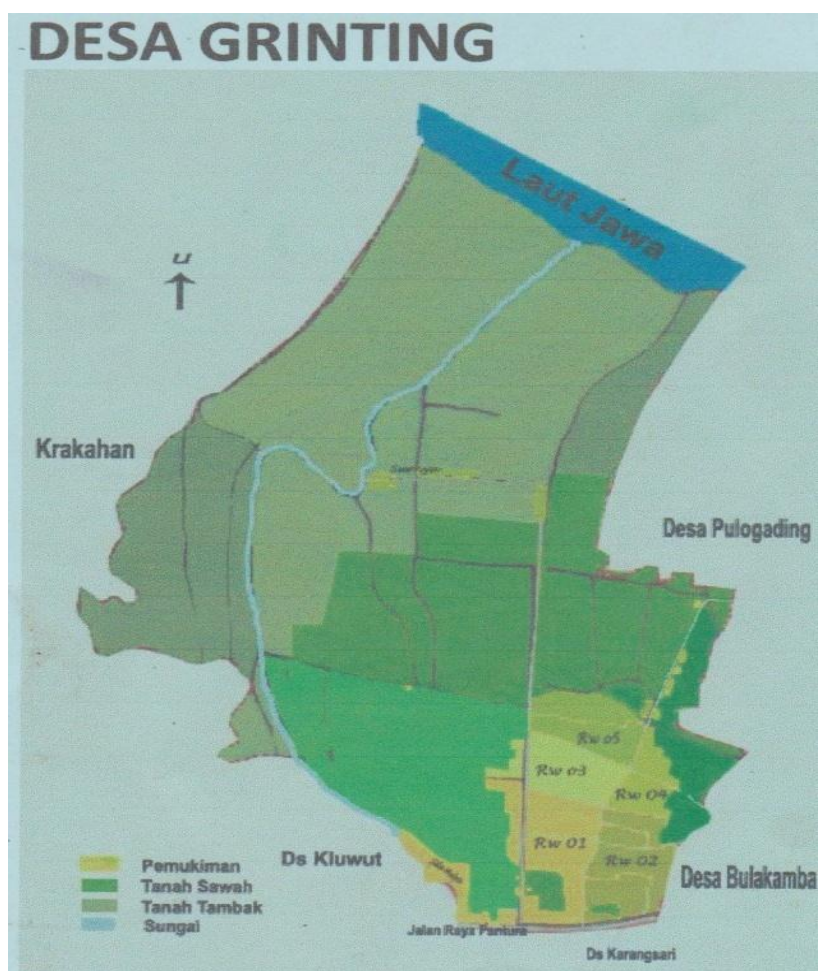 DESA GRINTING
Laut Jawa
u
Krakahan
Desa Pulogading
Rw 05
Rw 03
Rw 04
Rw 01
Rw 02
Ds Kluwut
Desa Bulakamba
Pemukiman
Tanah Sawah
Tanah Tambak
Sungai
Jalan Raya Pantura
Ds Karangsari